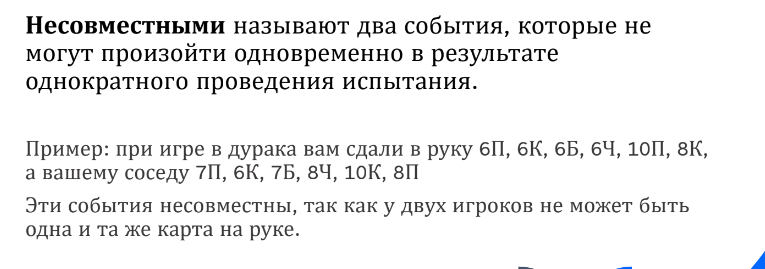 Несовместными называют два события, которые не
могут произойти одновременно в результате
однократного проведения испытания.
Пример: при игре в дурака вам сдали в руку 6П, 6К, 6Б, 6Ч, 10П, 8К,
а вашему соседу 7П, 6К, 7Б, 8Ч, 10К, 8П
Эти события несовместны, так как у двух игроков не может быть
одна и та же карта на руке.